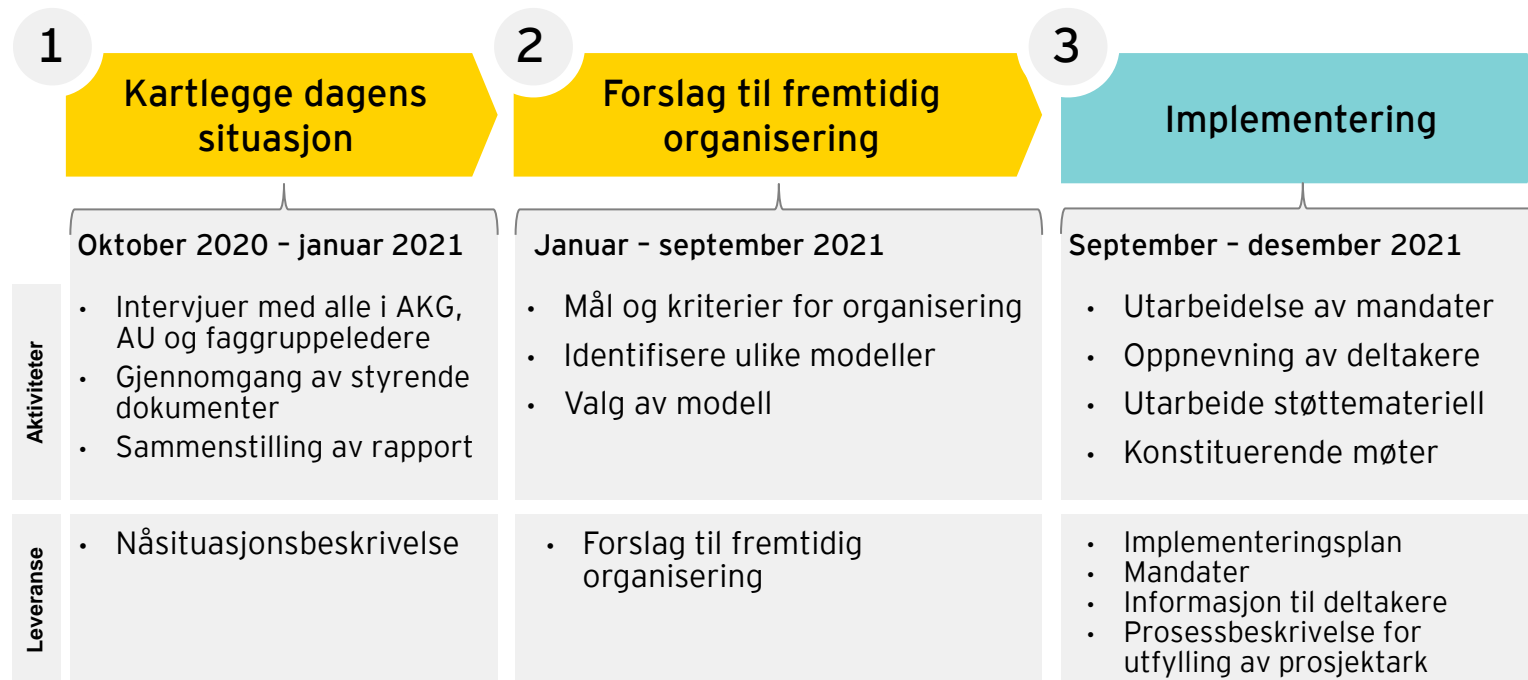 1
Kartlegge dagens
situasjon
2
Forslag til fremtidig
organisering
3
Implementering
Oktober 2020 – januar 2021
Januar – september 2021
September – desember 2021
Aktiviteter
• Intervjuer med alle i AKG,
AU og faggruppeledere
• Gjennomgang av styrende
dokumenter
• Sammenstilling av rapport
• Mål og kriterier for organisering
• Identifisere ulike modeller
• Valg av modell
• Utarbeidelse av mandater
• Oppnevning av deltakere
• Utarbeide støttemateriell
• Konstituerende møter
Leveranse
• Nåsituasjonsbeskrivelse
• Forslag til fremtidig
organisering
• Implementeringsplan
• Mandater
• Informasjon til deltakere
• Prosessbeskrivelse for
utfylling av prosjektark